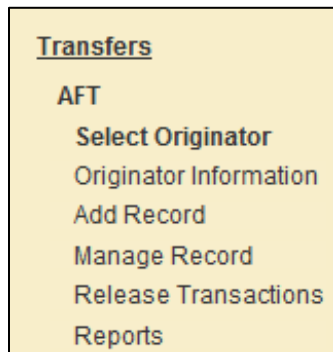 Transfers
AFT
Select Originator
Originator Information
Add Record
Manage Record
Release Transactions
Reports